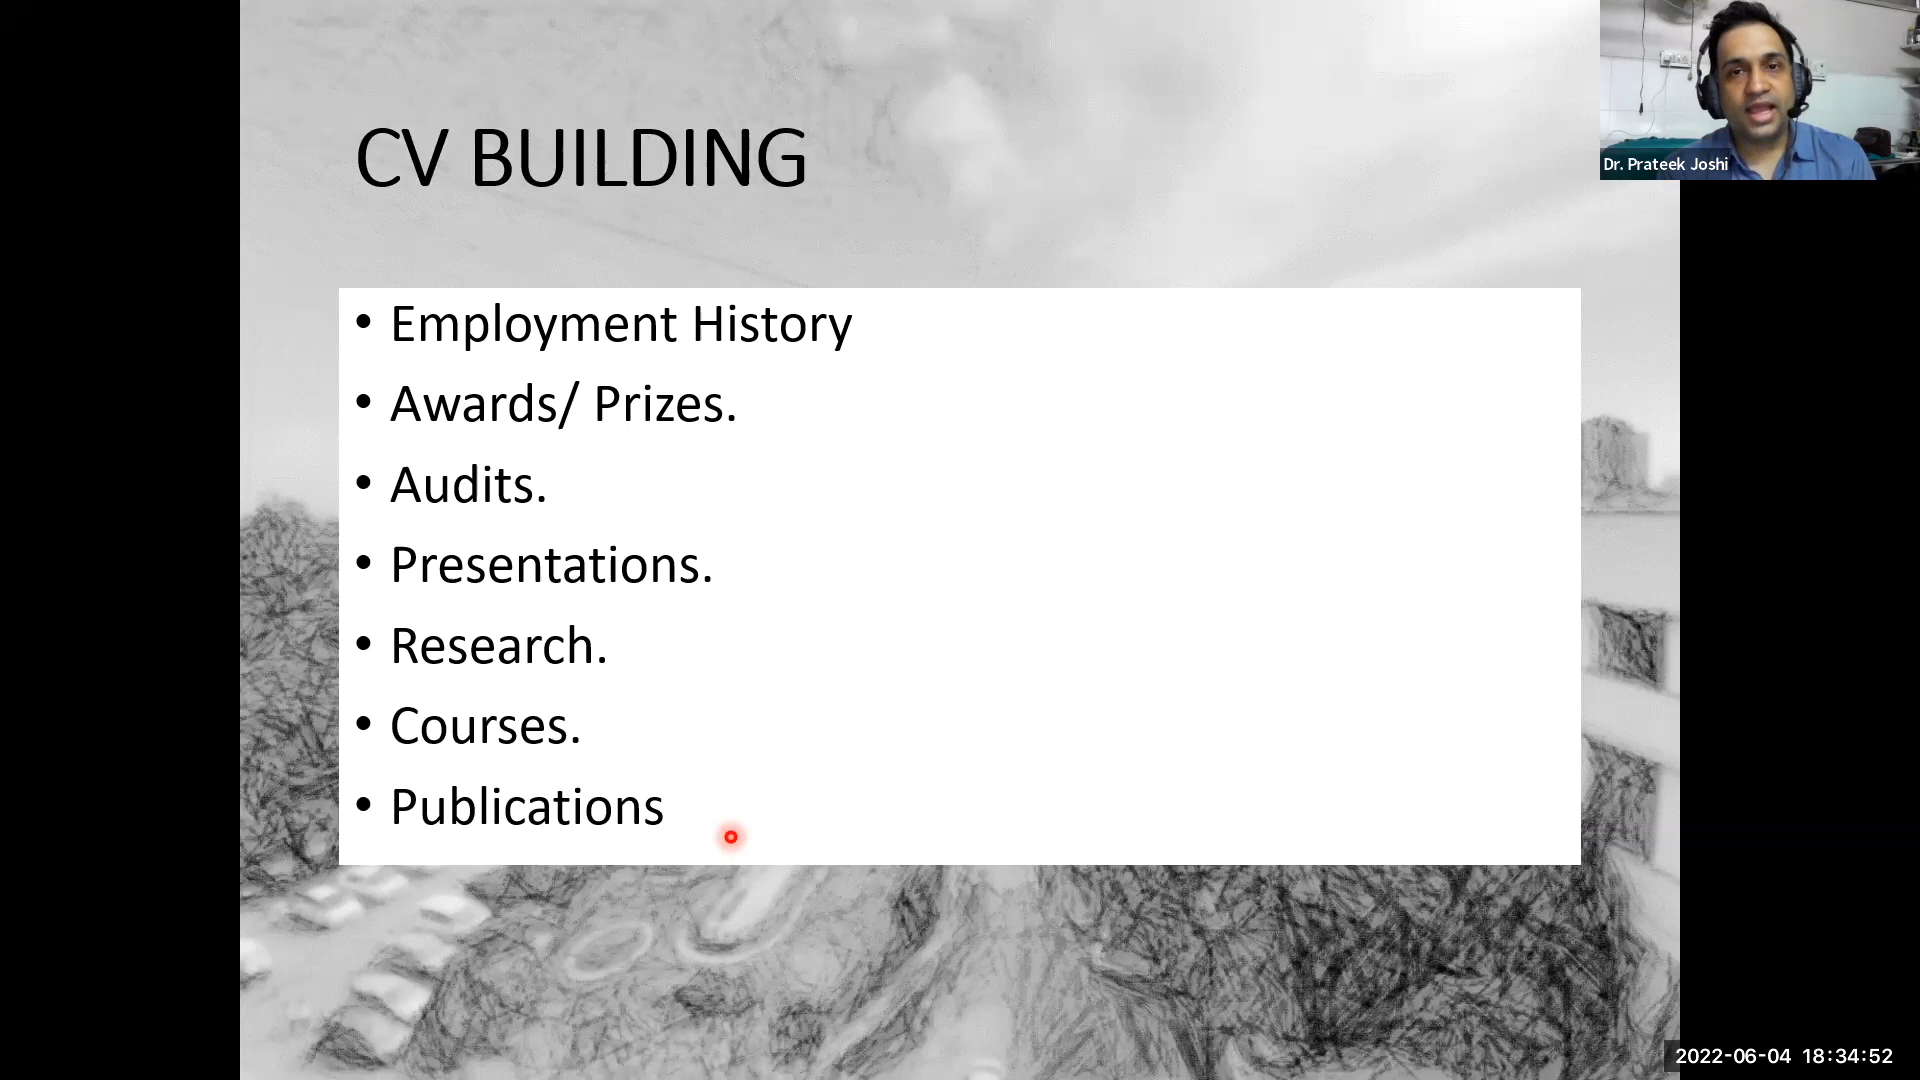 CV BUILDING
• Employment History
• Awards/ Prizes.
• Audits.
• Presentations.
• Research.
• Courses.
• Publications
Dr. Prateek Joshi
2022-06-04 18:34:52